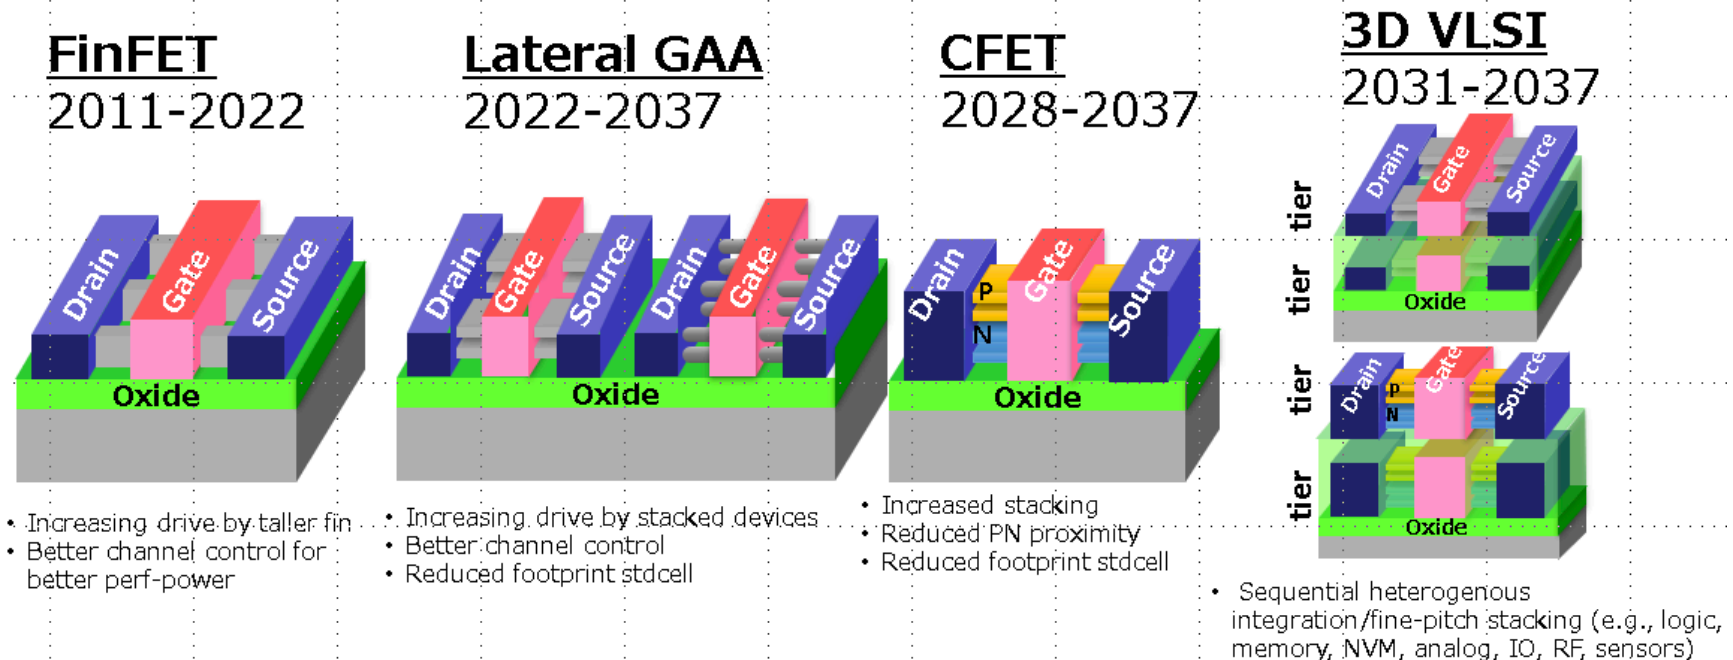 FinFET
2011-2022
Drain
Gate
Source
Oxide
• Increasing drive by taller fin
• Better channel control for
better perf-power
Lateral GAA
2022-2037
Drain
Gate
Source
Drain
Gate
Source
Oxide
• Increasing drive by stacked devices
• Better channel control
• Reduced footprint stdcell
CFET
2028-2037
Drain
P
N
Gate
Source
Oxide
• Increased stacking
• Reduced PN proximity
• Reduced footprint stdcell
3D VLSI
2031-2037
tier
Drain
Gate
Source
tier
Oxide
tier
Drain
P
N
Gate
Source
tier
Oxide
• Sequential heterogenous
integration/fine-pitch stacking (e.g., logic,
memory, NVM, analog, IO, RF, sensors)